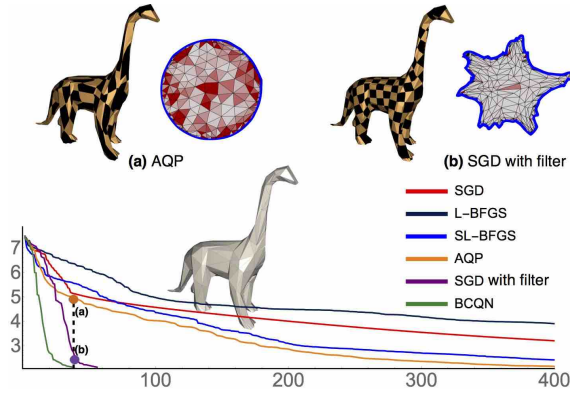 (a) AQP
(b) SGD with filter
SGD
L-BFGS
SL-BFGS
AQP
SGD with filter
BCQN
7
6
5
4
3
(a)
(b)
100
200
300
400